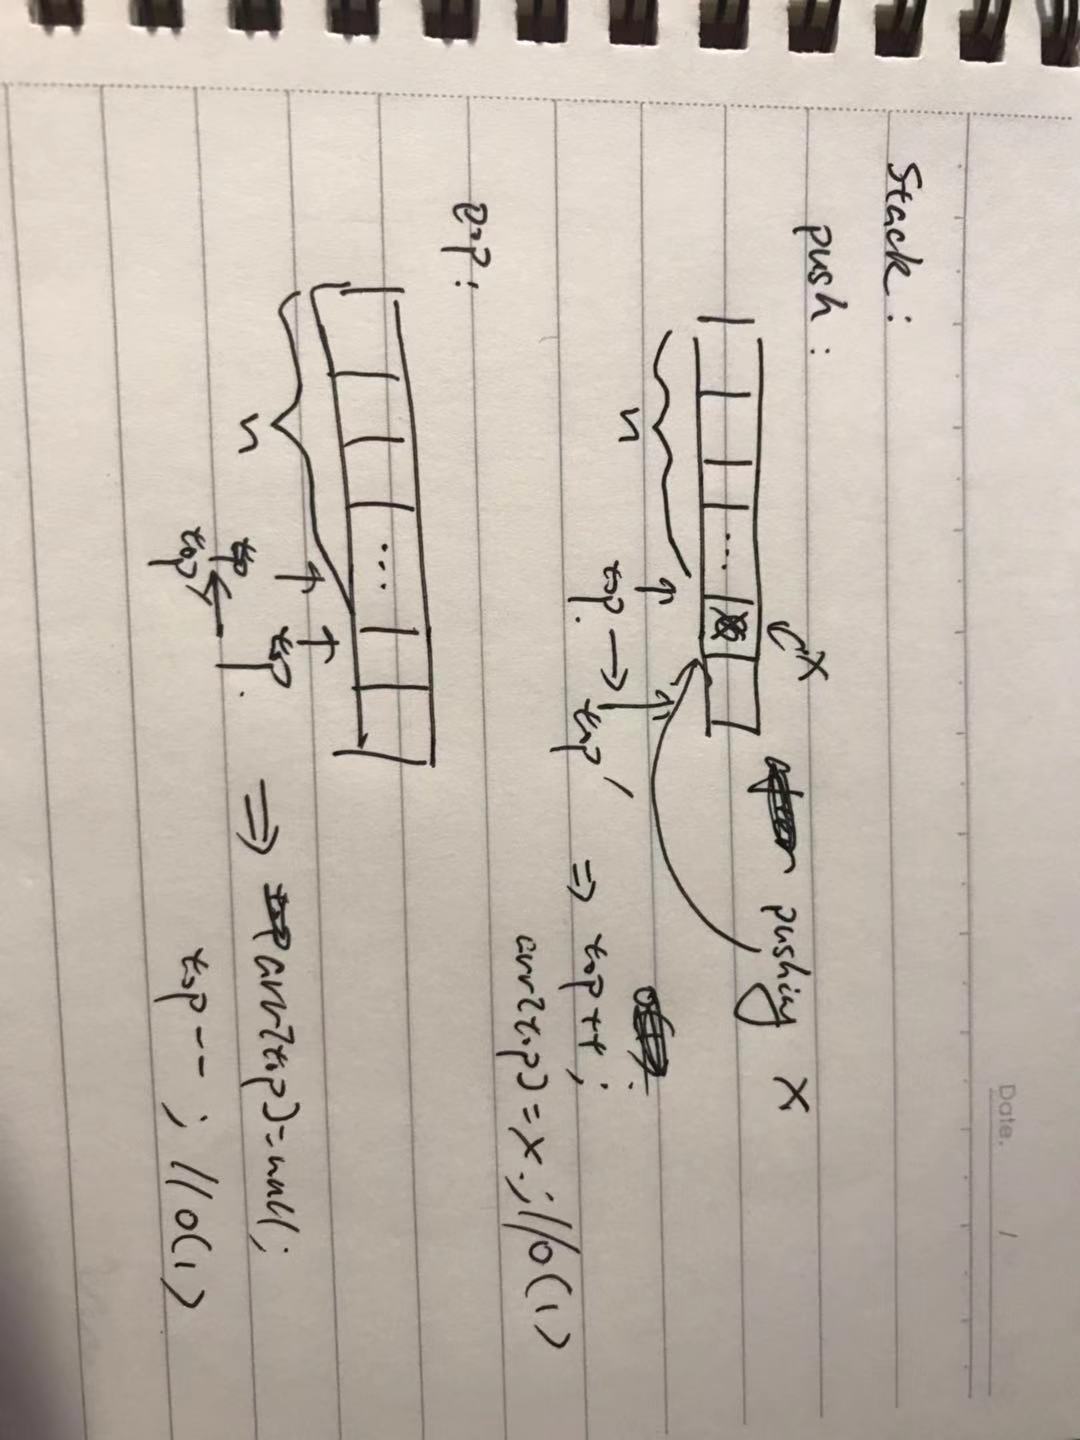 Date. /
Stack:
push:
x
pushing x
n
top → top'
⇒ top++;
arr[top]=x; //O(1)
pop:
n
top
top
⇒ arr[top]=null;
top--; //O(1)